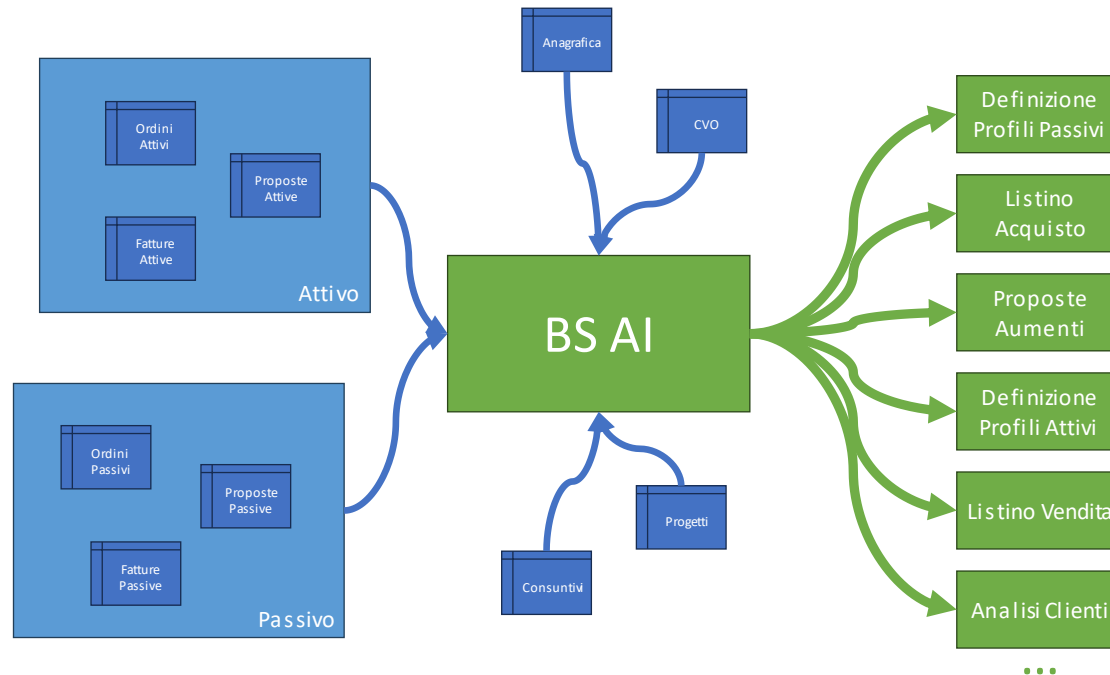 Anagrafica
CVO
Ordini
Attivi
Proposte
Attive
Fatture
Attive
Attivo
Ordini
Passivi
Proposte
Passive
Fatture
Passive
Passivo
BS AI
Progetti
Consuntivi
Definizione
Profili Passivi
Listino
Acquisto
Proposte
Aumenti
Definizione
Profili Attivi
Listino Vendita
Analisi Clienti
...